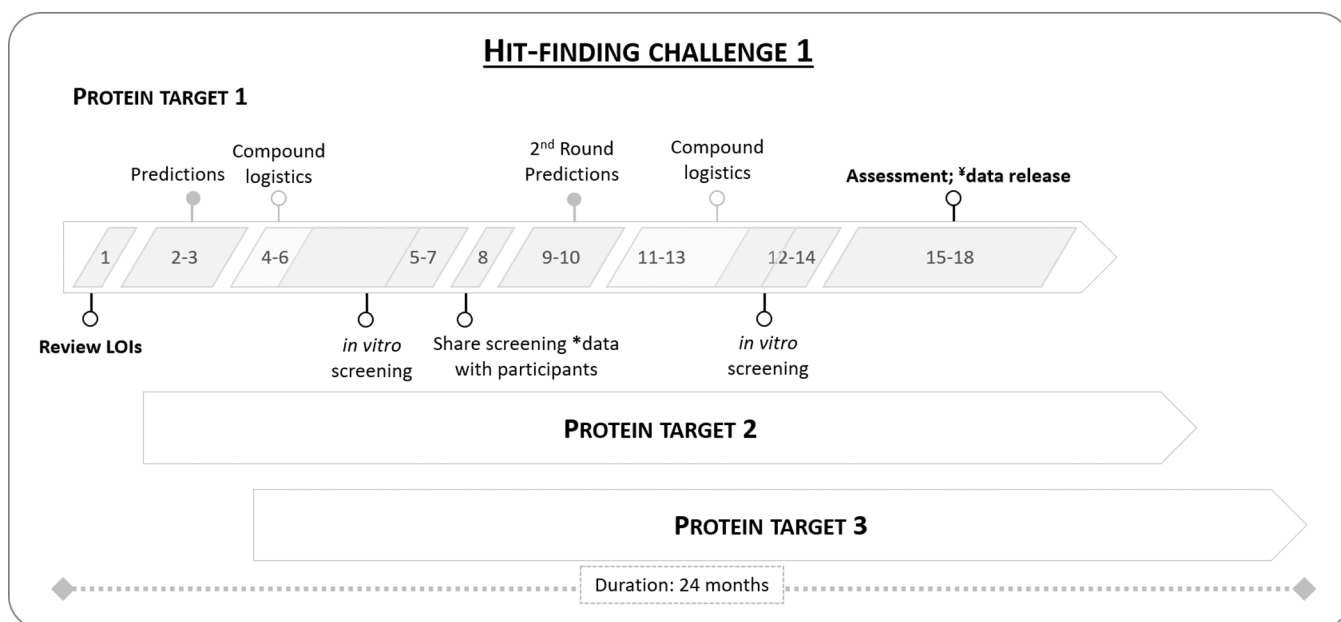 HIT-FINDING CHALLENGE 1
PROTEIN TARGET 1
Predictions
Compound
logistics
2nd Round
Predictions
Compound
logistics
Assessment; ¥data release
1
2-3
4-6
5-7
8
9-10
11-13
12-14
15-18
Review LOIs
in vitro
screening
Share screening *data
with participants
in vitro
screening
PROTEIN TARGET 2
PROTEIN TARGET 3
Duration: 24 months